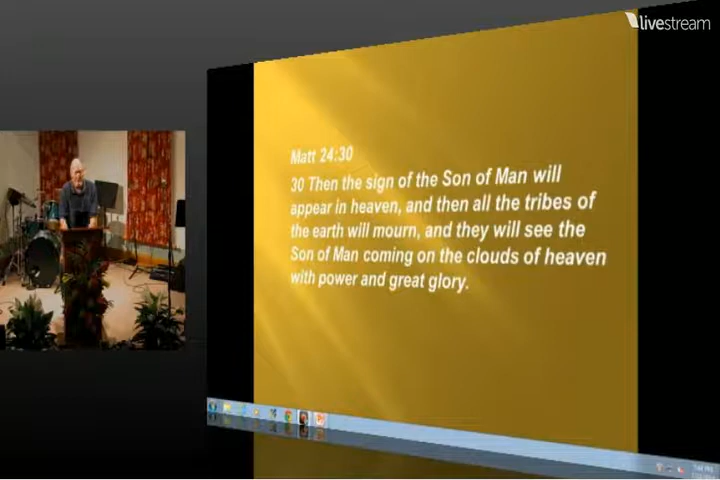 livestream
Matt 24:30
30 Then the sign of the Son of Man will
appear in heaven, and then all the tribes of
the earth will mourn, and they will see the
Son of Man coming on the clouds of heaven
with power and great glory.